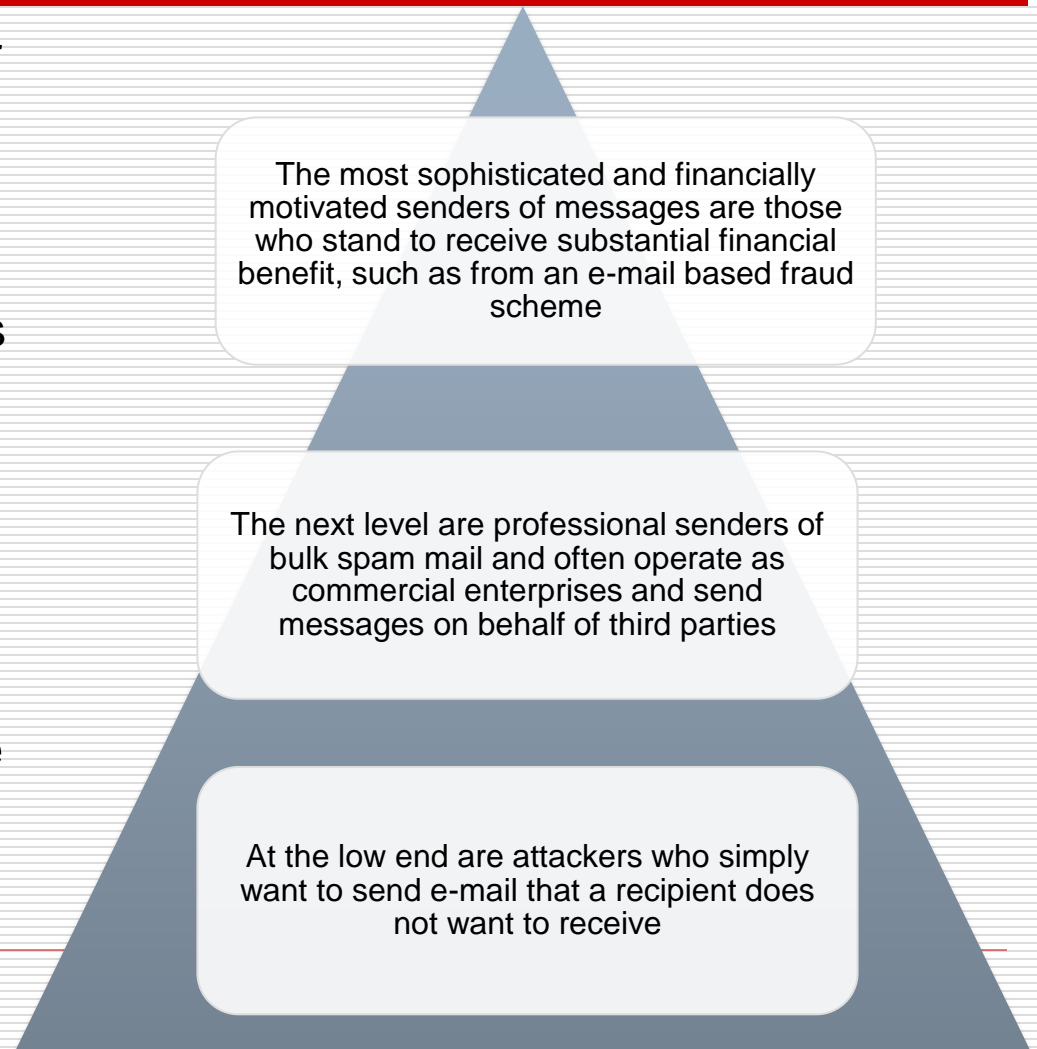 The most sophisticated and financially
motivated senders of messages are those
who stand to receive substantial financial
benefit, such as from an e-mail based fraud
scheme
The next level are professional senders of
bulk spam mail and often operate as
commercial enterprises and send
messages on behalf of third parties
At the low end are attackers who simply
want to send e-mail that a recipient does
not want to receive